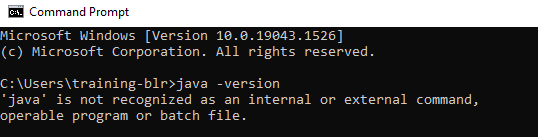 Command Prompt
Microsoft Windows [Version 10.0.19043.1526]
(c) Microsoft Corporation. All rights reserved.
C:\Users\training-blr>java -version
'java' is not recognized as an internal or external command,
operable program or batch file.